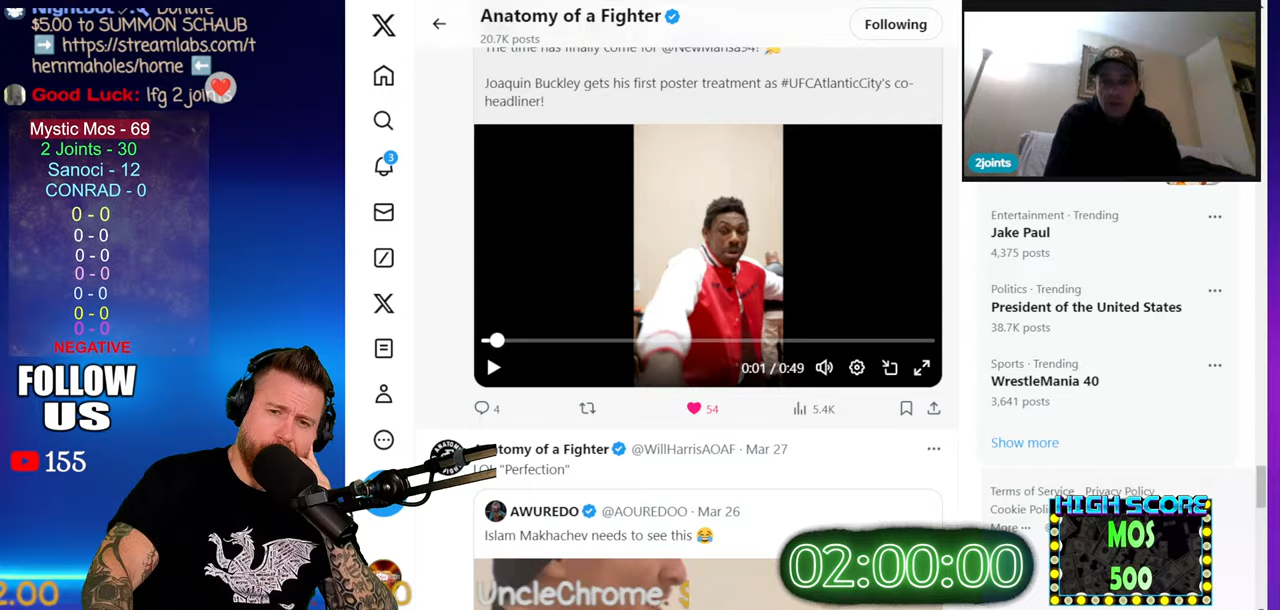 Nightbot Donate
$5.00 to SUMMON SCHAUB
https://streamlabs.com/t
hemmaholes/home
Good Luck: lfg 2 joints
Mystic Mos - 69
2 Joints - 30
Sanoci - 12
CONRAD - 0
0 - 0
0 - 0
0 - 0
0 - 0
0 - 0
0 - 0
0 - 0
NEGATIVE
FOLLOW
US
155
2.00
3
Anatomy of a Fighter
20.7K posts
Following
The time has finally come for @NewMansa94!
Joaquin Buckley gets his first poster treatment as #UFCAtlanticCity's co-
headliner!
0:01 / 0:49
4
54
5.4K
Anatomy of a Fighter @WillHarrisAOAF · Mar 27
LOL "Perfection"
AWUREDO @AOUREDOO · Mar 26
Islam Makhachev needs to see this
UncleChrome.
2joints
Entertainment · Trending
Jake Paul
4,375 posts
Politics · Trending
President of the United States
38.7K posts
Sports · Trending
WrestleMania 40
3,641 posts
Show more
Terms of Service Privacy Policy
Cookie
More
02:00:00
HIGH SCORE
MOS
500